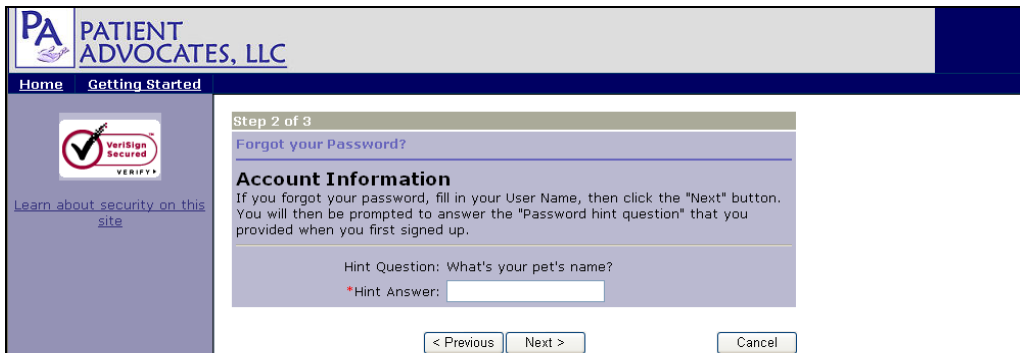 PA PATIENT
ADVOCATES, LLC
Home Getting Started
VeriSign
Secured
VERIFY
Learn about security on this
site
Step 2 of 3
Forgot your Password?
Account Information
If you forgot your password, fill in your User Name, then click the "Next" button.
You will then be prompted to answer the "Password hint question" that you
provided when you first signed up.
Hint Question: What's your pet's name?
*Hint Answer:
< Previous Next > Cancel